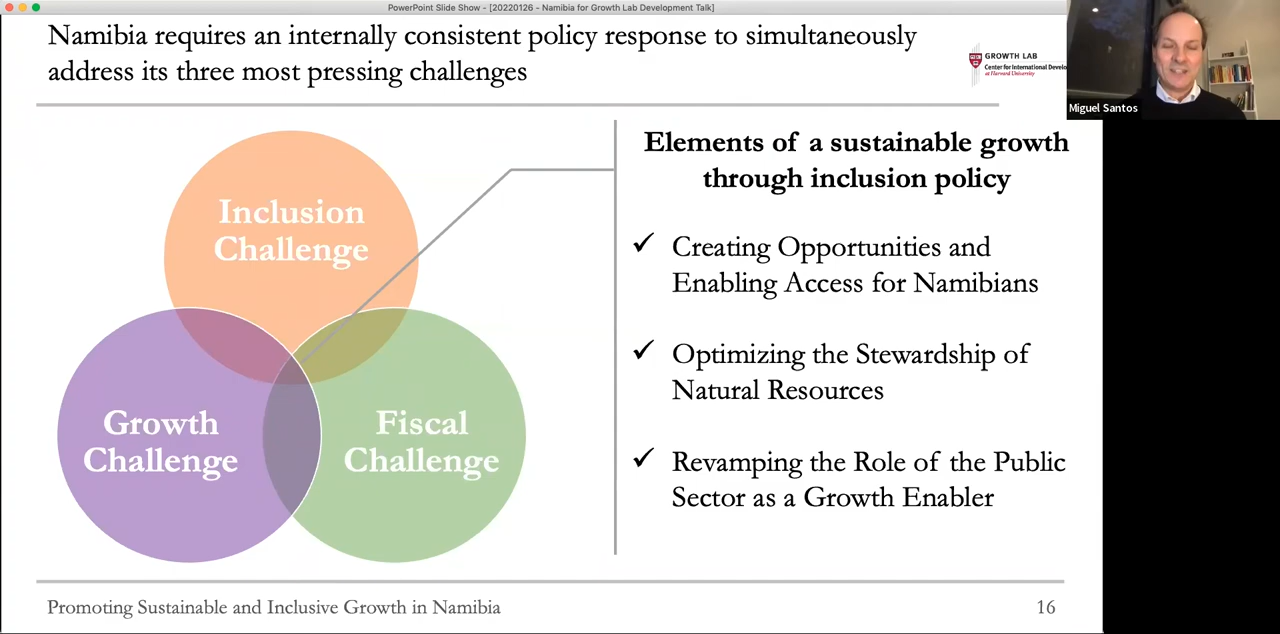 PowerPoint Slide Show - [20220126 - Namibia for Growth Lab Development Talk]
Namibia requires an internally consistent policy response to simultaneously
address its three most pressing challenges
GROWTH LAB
Center for International
at Harvard University
Miguel Santos
Inclusion
Challenge
Growth
Challenge
Fiscal
Challenge
Elements of a sustainable growth
through inclusion policy
✓ Creating Opportunities and
Enabling Access for Namibians
✓ Optimizing the Stewardship of
Natural Resources
✓ Revamping the Role of the Public
Sector as a Growth Enabler
Promoting Sustainable and Inclusive Growth in Namibia
16